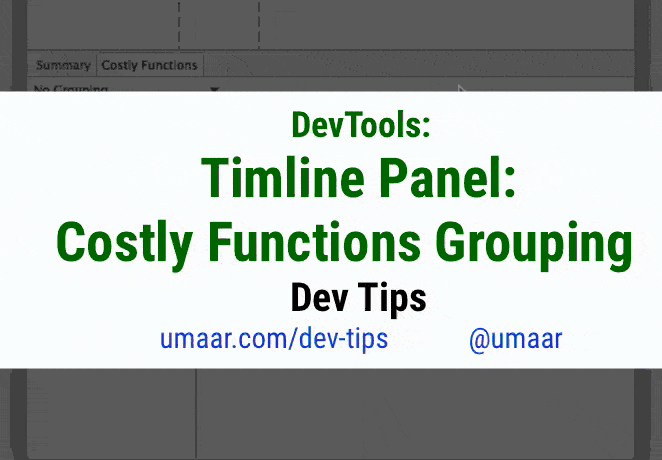 Summary Costly Functions
No Grouping
DevTools:
Timline Panel:
Costly Functions Grouping
Dev Tips
umaar.com/dev-tips @umaar